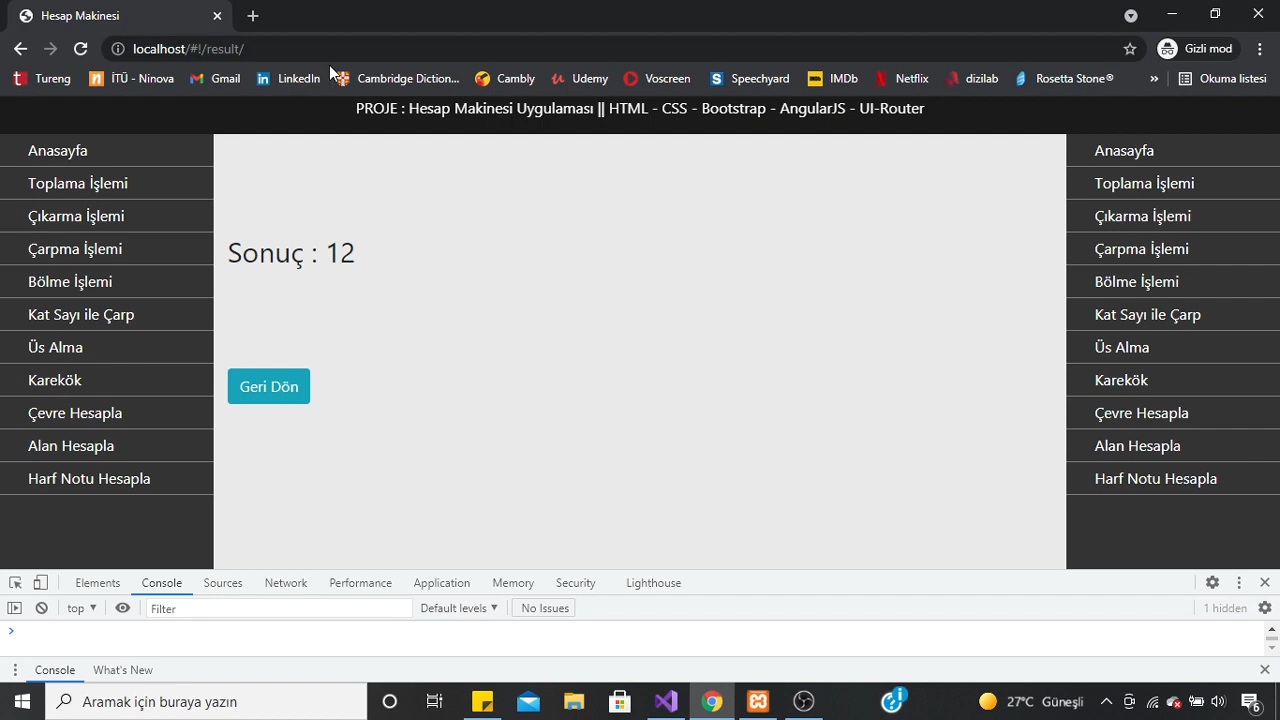 Hesap Makinesi
localhost/#!/result/
Gizli mod
Tureng
İTÜ - Ninova
Gmail
LinkedIn
Cambridge Diction...
Cambly
Udemy
Voscreen
Speechyard
IMDb
Netflix
dizilab
Rosetta Stone®
»
Okuma listesi
PROJE : Hesap Makinesi Uygulaması || HTML - CSS - Bootstrap - AngularJS - UI-Router
Anasayfa
Toplama İşlemi
Çıkarma İşlemi
Çarpma İşlemi
Bölme İşlemi
Kat Sayı ile Çarp
Üs Alma
Karekök
Çevre Hesapla
Alan Hesapla
Harf Notu Hesapla
Sonuç : 12
Geri Dön
Anasayfa
Toplama İşlemi
Çıkarma İşlemi
Çarpma İşlemi
Bölme İşlemi
Kat Sayı ile Çarp
Üs Alma
Karekök
Çevre Hesapla
Alan Hesapla
Harf Notu Hesapla
Elements
Console
Sources
Network
Performance
Application
Memory
Security
Lighthouse
top
Filter
Default levels
No Issues
1 hidden
Console
What's New
Aramak için buraya yazın
27°C Güneşli
6